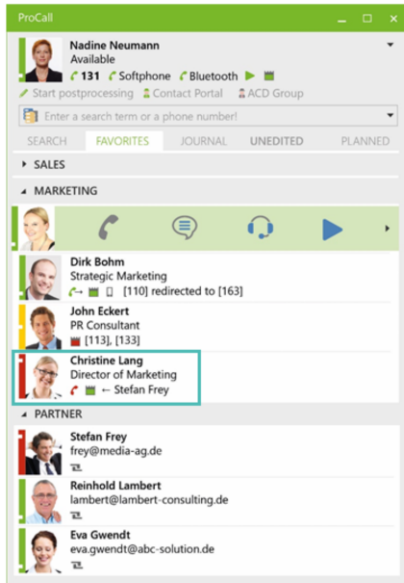 ProCall
Nadine Neumann
Available
131 Softphone Bluetooth
Start postprocessing Contact Portal ACD Group
Enter a search term or a phone number!
SEARCH FAVORITES JOURNAL UNEDITED PLANNED
SALES
MARKETING
Dirk Bohm
Strategic Marketing
[110] redirected to [163]
John Eckert
PR Consultant
[113], [133]
Christine Lang
Director of Marketing
← Stefan Frey
PARTNER
Stefan Frey
frey@media-ag.de
Reinhold Lambert
lambert@lambert-consulting.de
Eva Gwendt
eva.gwendt@abc-solution.de